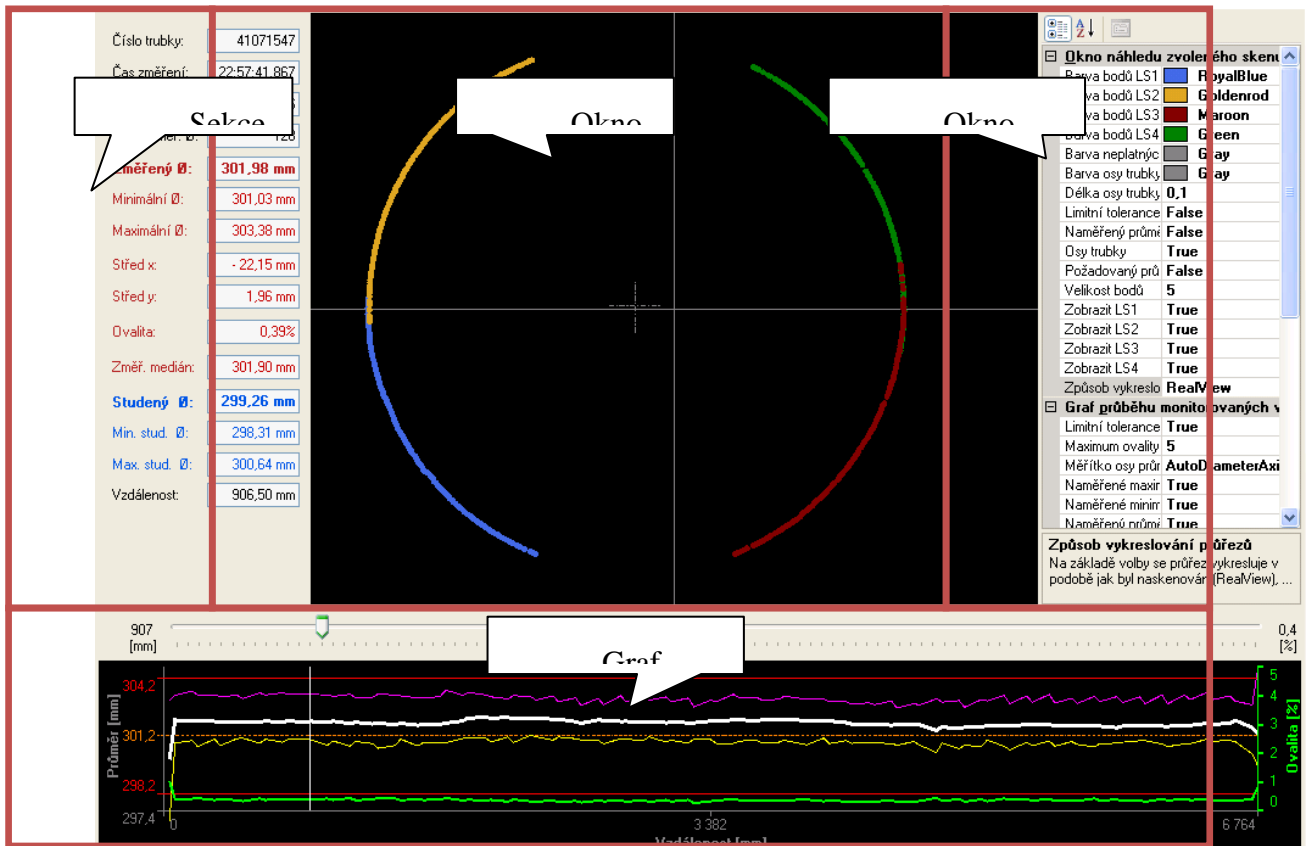 Číslo trubky: 41071547
Čas změření: 22:57:41.867
Sekce
128
Změřený Ø: 301,98 mm
Minimální Ø: 301,03 mm
Maximální Ø: 303,38 mm
Střed x: - 22,15 mm
Střed y: 1,96 mm
Ovalita: 0,39%
Změř. medián: 301,90 mm
Studený Ø: 299,26 mm
Min. stud. Ø: 298,31 mm
Max. stud. Ø: 300,64 mm
Vzdálenost: 906,50 mm
Okno
Okno
Okno náhledu zvoleného skenu
Barva bodů LS1 RoyalBlue
Barva bodů LS2 Goldenrod
Barva bodů LS3 Maroon
Barva bodů LS4 Green
Barva neplatnýc Gray
Barva osy trubky Gray
Délka osy trubky 0,1
Limitní tolerance False
Naměřený průmě False
Osy trubky True
Požadovaný prů False
Velikost bodů 5
Zobrazit LS1 True
Zobrazit LS2 True
Zobrazit LS3 True
Zobrazit LS4 True
Způsob vykreslo RealView
Graf průběhu monitorovaných v
Limitní tolerance True
Maximum ovality 5
Měřítko osy prům AutoDiameterAxi
Naměřené maxim True
Naměřené minim True
Naměřený průmě True
Způsob vykreslování průřezů
Na základě volby se průřez vykresluje v
podobě jak byl naskenován (RealView), ...
907
[mm]
0,4
[%]
Graf
Průměr [mm]
304,2
301,2
298,2
297,4
0
3 382
6 764
Vzdálenost [mm]
5
4
3
2
1
0
Ovalita [%]